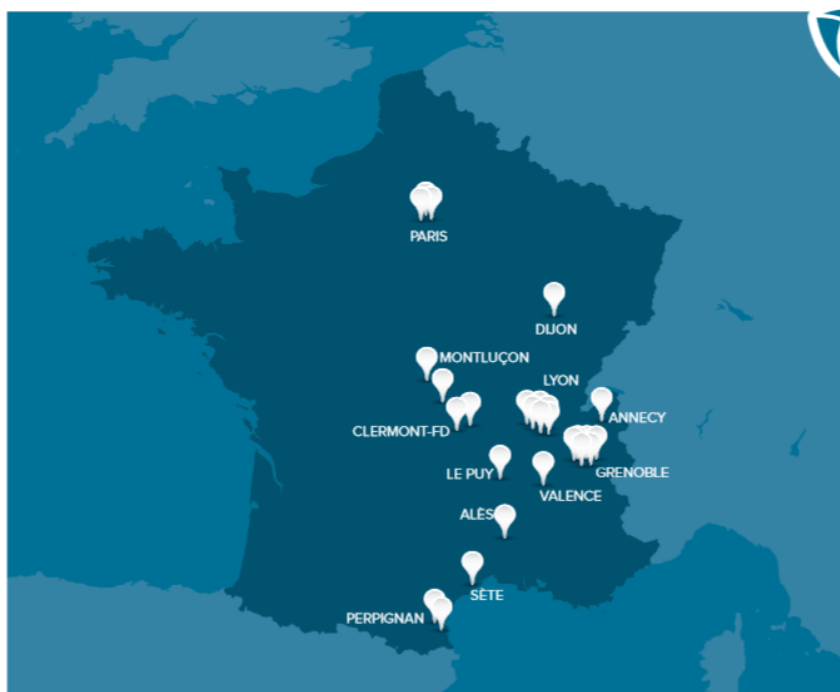 PARIS
DIJON
MONTLUÇON
LYON
ANNECY
CLERMONT-FD
LE PUY
GRENOBLE
VALENCE
ALÈS
SÈTE
PERPIGNAN